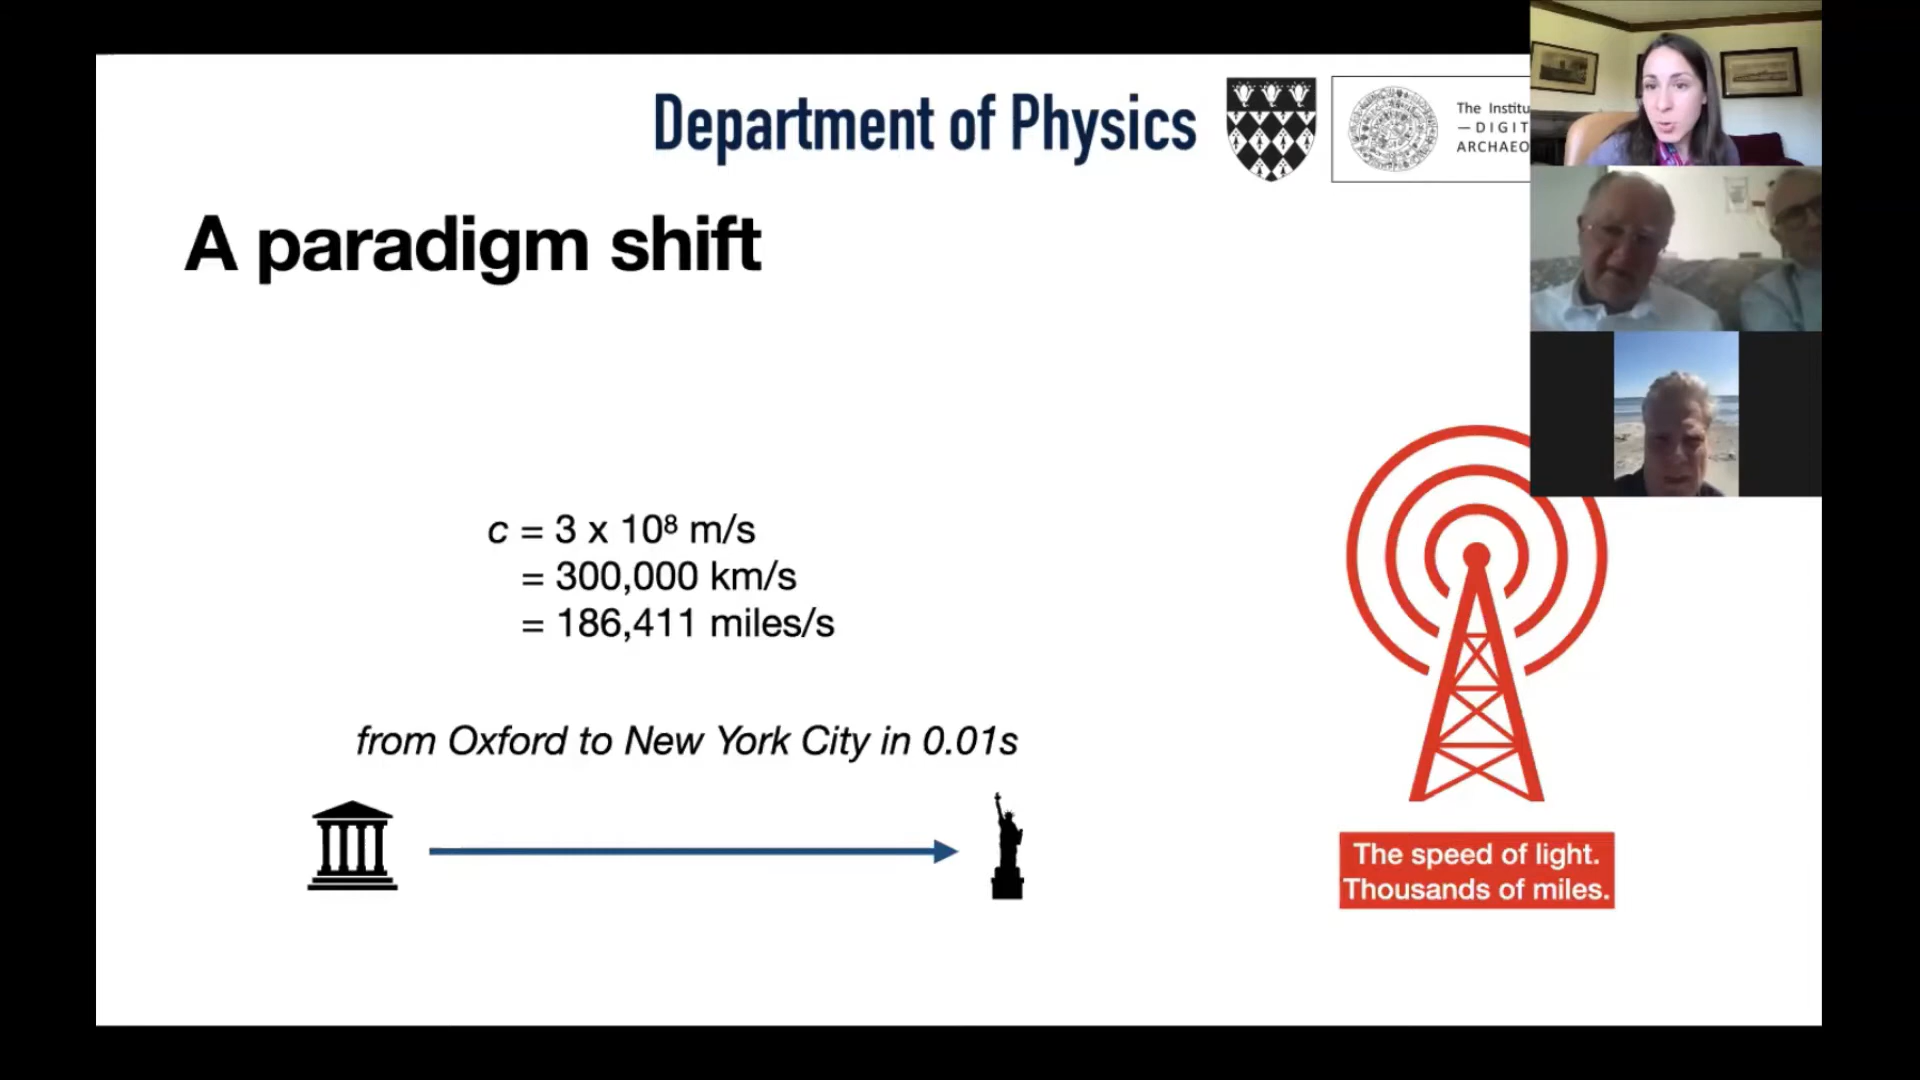 Department of Physics
The Institu
—DIGIT
ARCHAEO
A paradigm shift
c = 3 x 10⁸ m/s
= 300,000 km/s
= 186,411 miles/s
from Oxford to New York City in 0.01s
The speed of light.
Thousands of miles.